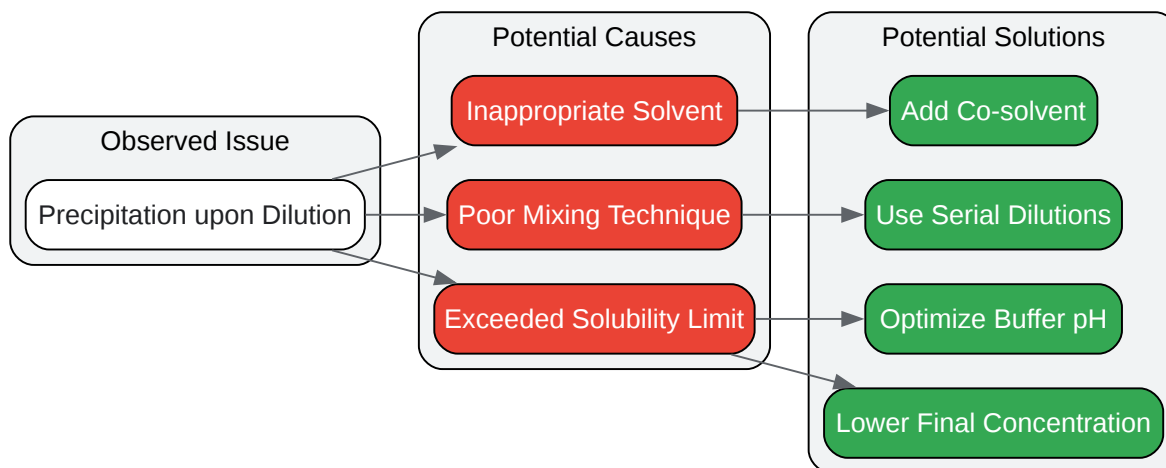 Observed Issue
Precipitation upon Dilution
Potential Causes
Inappropriate Solvent
Poor Mixing Technique
Exceeded Solubility Limit
Potential Solutions
Add Co-solvent
Use Serial Dilutions
Optimize Buffer pH
Lower Final Concentration